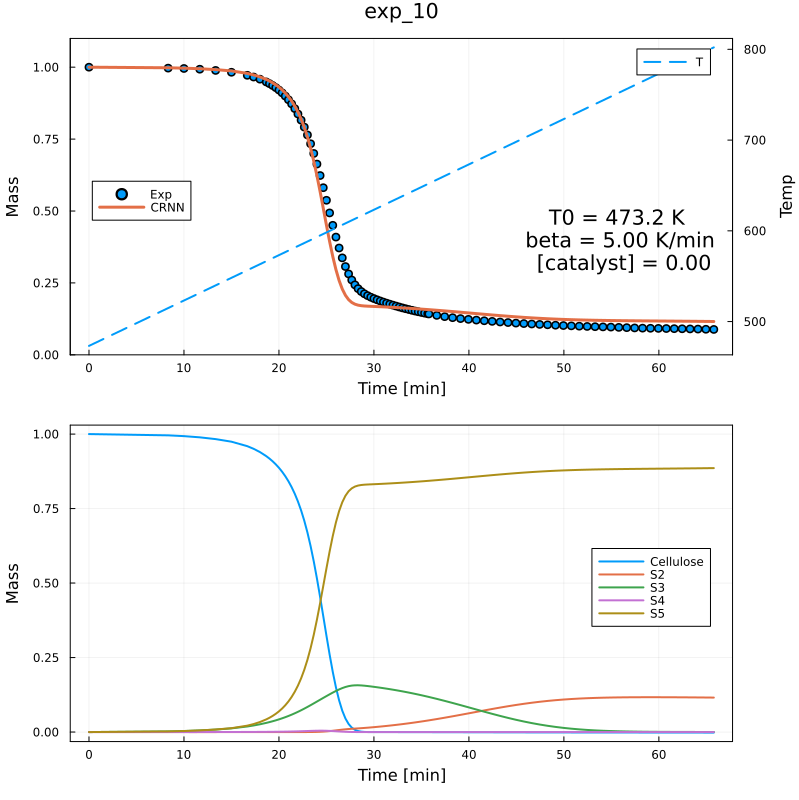 exp_10
1.00
0.75
0.50
0.25
0.00
Mass
800
700
600
500
Temp
T
Exp
CRNN
T0 = 473.2 K
beta = 5.00 K/min
[catalyst] = 0.00
0
10
20
30
40
50
60
Time [min]
1.00
0.75
0.50
0.25
0.00
Mass
Cellulose
S2
S3
S4
S5
0
10
20
30
40
50
60
Time [min]